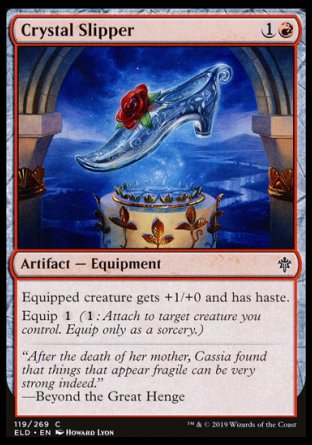 Crystal Slipper 1
Artifact — Equipment
Equipped creature gets +1/+0 and has haste.
Equip 1 (1: Attach to target creature you
control. Equip only as a sorcery.)
“After the death of her mother, Cassia found
that things that appear fragile can be very
strong indeed.”
—Beyond the Great Henge
119/269 C
ELD • EN Howard Lyon
™ & © 2019 Wizards of the Coast